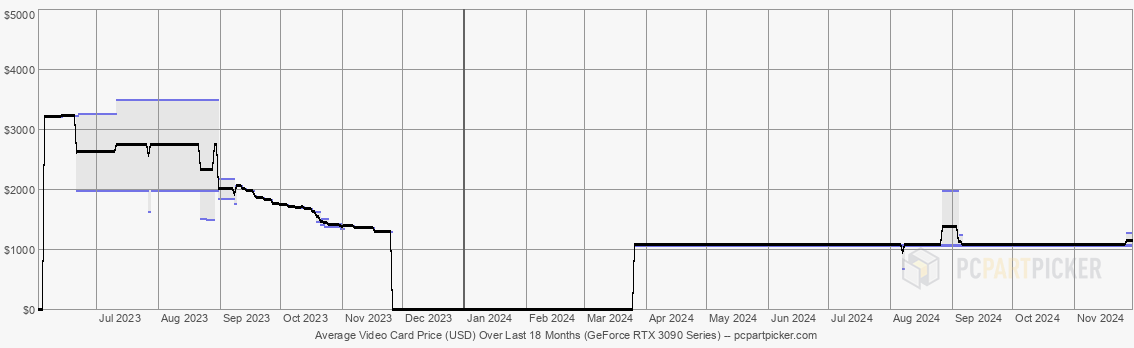 $5000
$4000
$3000
$2000
$1000
$0
Jul 2023 Aug 2023 Sep 2023 Oct 2023 Nov 2023 Dec 2023 Jan 2024 Feb 2024 Mar 2024 Apr 2024 May 2024 Jun 2024 Jul 2024 Aug 2024 Sep 2024 Oct 2024 Nov 2024
PCPARTPICKER
Average Video Card Price (USD) Over Last 18 Months (GeForce RTX 3090 Series) -- pcpartpicker.com